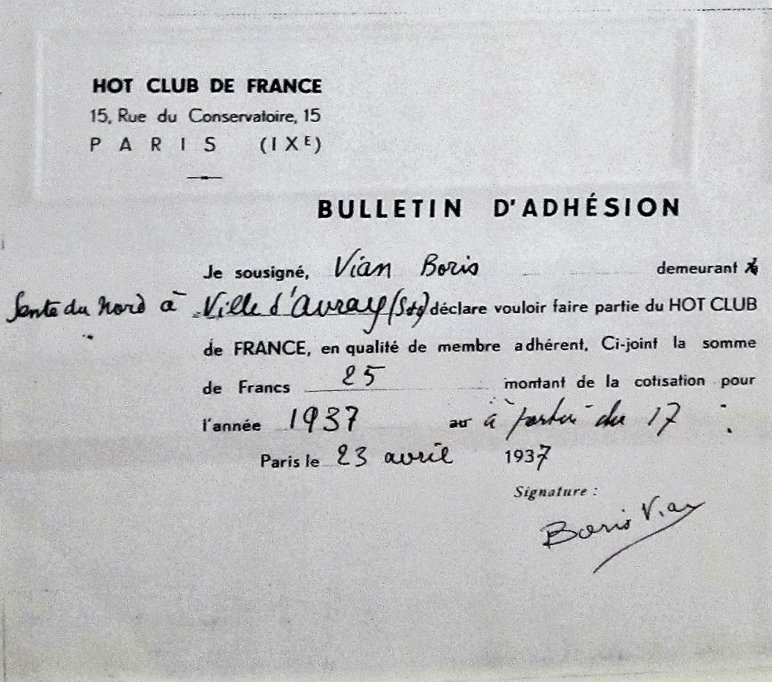 HOT CLUB DE FRANCE
15, Rue du Conservatoire, 15
PARIS (IXE)
BULLETIN D'ADHÉSION
Je sousigné, Vian Boris demeurant
Sente du Nord à Ville d'Avray (S&O) déclare vouloir faire partie du HOT CLUB
de FRANCE, en qualité de membre adhérent, Ci-joint la somme
de Francs 25 montant de la cotisation pour
l'année 1937 au à partir du 17
Paris le 23 avril 1937
Signature :
Boris Vian